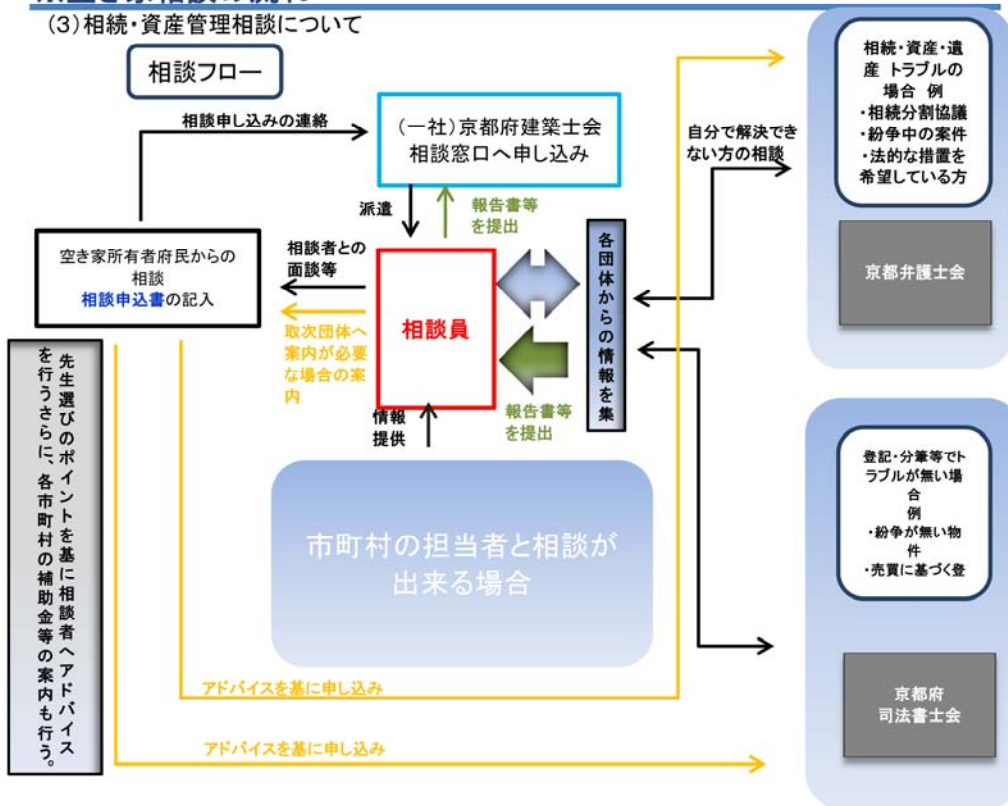 (3)相続・資産管理相談について
相談フロー
相談申し込みの連絡
(一社)京都府建築士会
相談窓口へ申し込み
自分で解決でき
ない方の相談
相続・資産・遺
産 トラブルの
場合 例
・相続分割協議
・紛争中の案件
・法的な措置を
希望している方
京都弁護士会
派遣
報告書等
を提出
空き家所有者府民からの
相談
相談申込書の記入
相談者との
面談等
取次団体へ
案内が必要
な場合の案
内
相談員
各団体からの情報を集
報告書等
を提出
情報
提供
先生選びのポイントを基に相談者へアドバイス
を行うさらに、各市町村の補助金等の案内も行う。
市町村の担当者と相談が
出来る場合
登記・分筆等でト
ラブルが無い場
合
例
・紛争が無い物
件
・売買に基づく登
京都府
司法書士会
アドバイスを基に申し込み
アドバイスを基に申し込み